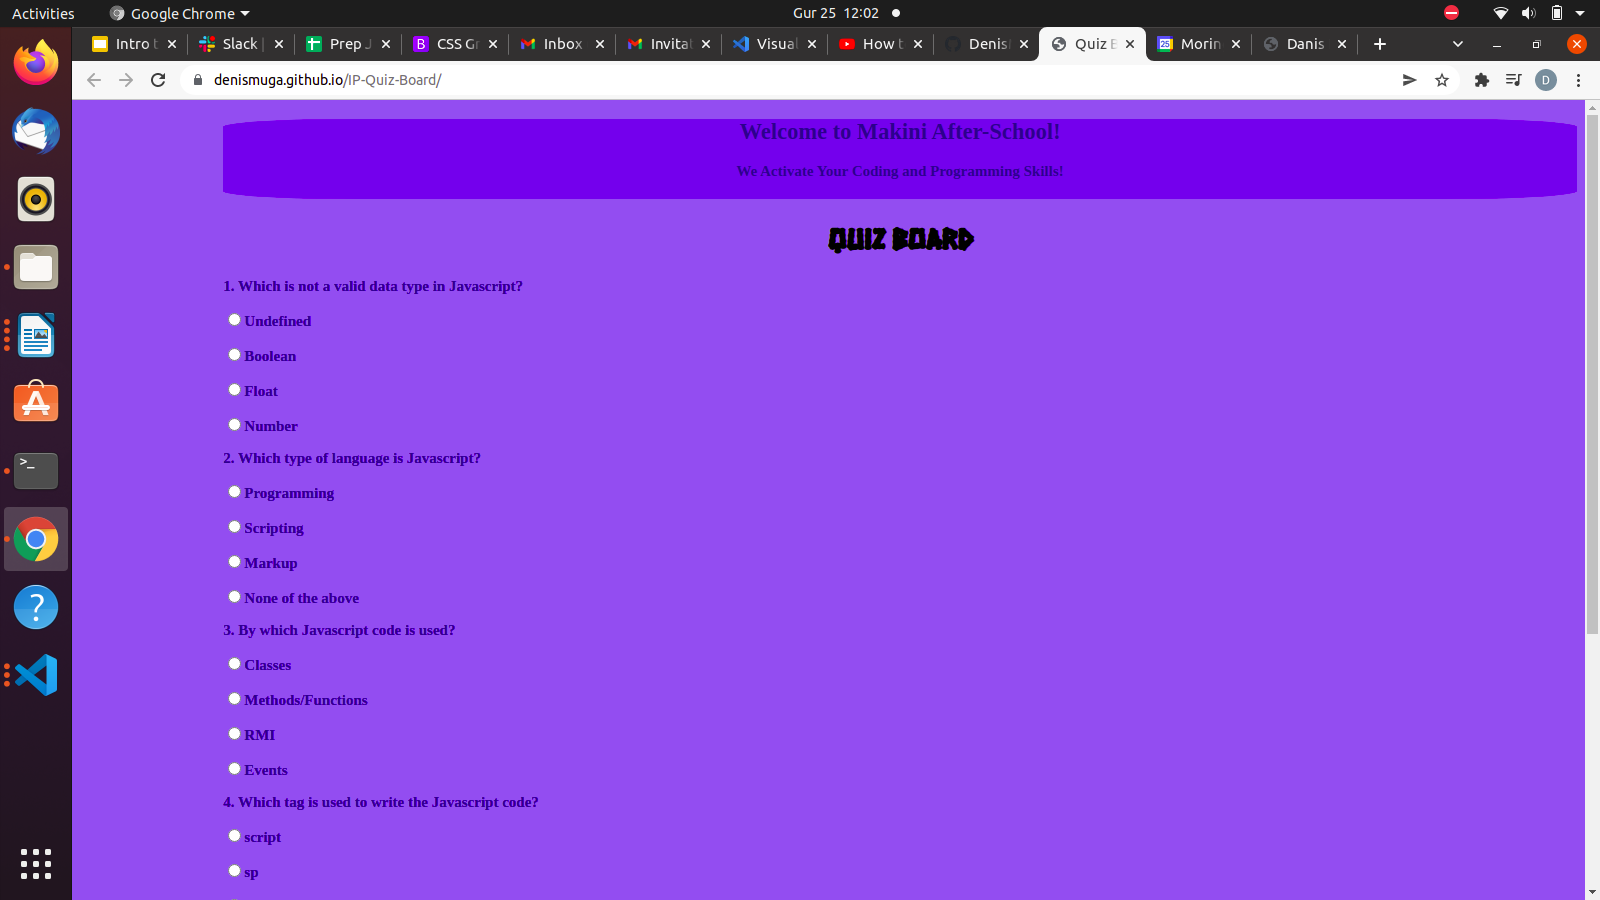 Activities
Google Chrome
Gur 25 12:02
Intro t
Slack |
Prep J
CSS Gr
Inbox
Invita
Visual
How t
Denis
Quiz B
Morin
Danis
denismuga.github.io/IP-Quiz-Board/
D
Welcome to Makini After-School!
We Activate Your Coding and Programming Skills!
QUIZ BOARD
1. Which is not a valid data type in Javascript?
Undefined
Boolean
Float
Number
2. Which type of language is Javascript?
Programming
Scripting
Markup
None of the above
3. By which Javascript code is used?
Classes
Methods/Functions
RMI
Events
4. Which tag is used to write the Javascript code?
script
sp